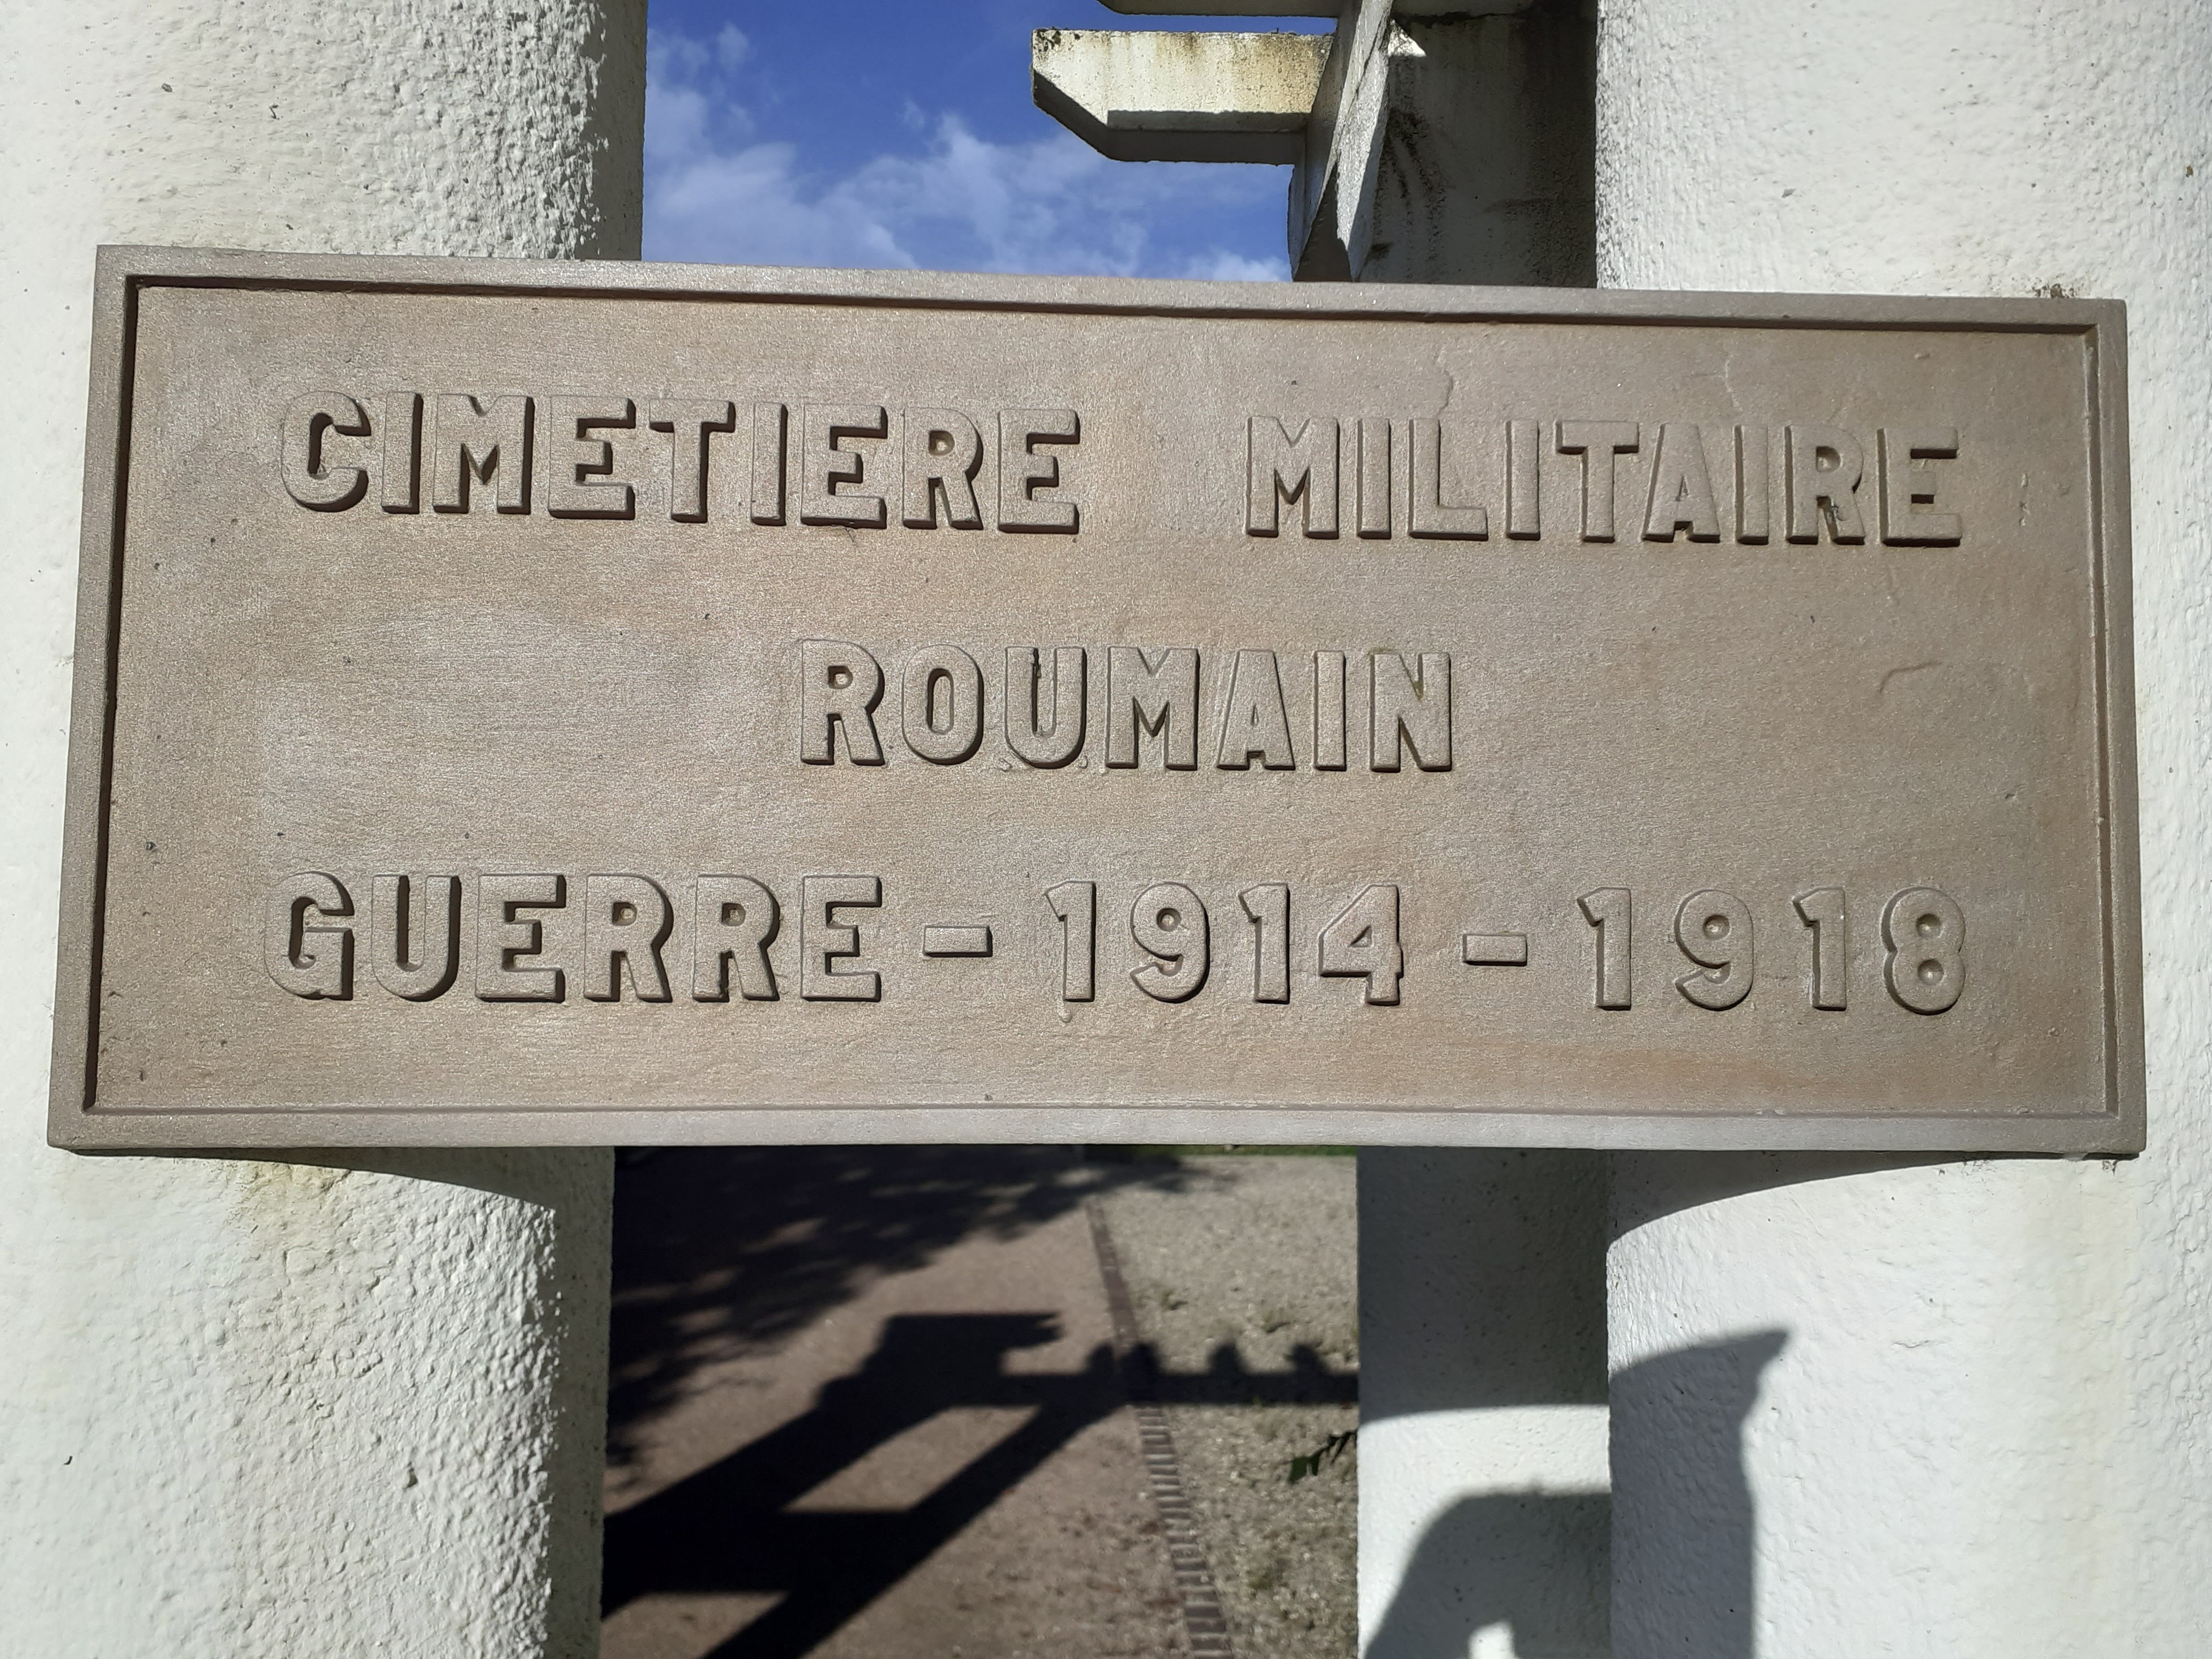 CIMETIERE MILITAIRE
ROUMAIN
GUERRE - 1914 - 1918